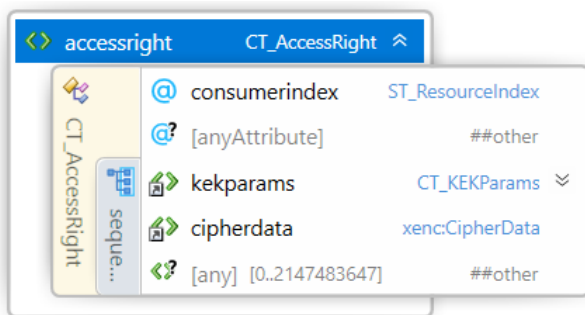 accessright CT_AccessRight
CT_AccessRight
seque...
@ consumerindex ST_ResourceIndex
@? [anyAttribute] ##other
kekparams CT_KEKParams
cipherdata xenc:CipherData
<>? [any] [0..2147483647] ##other